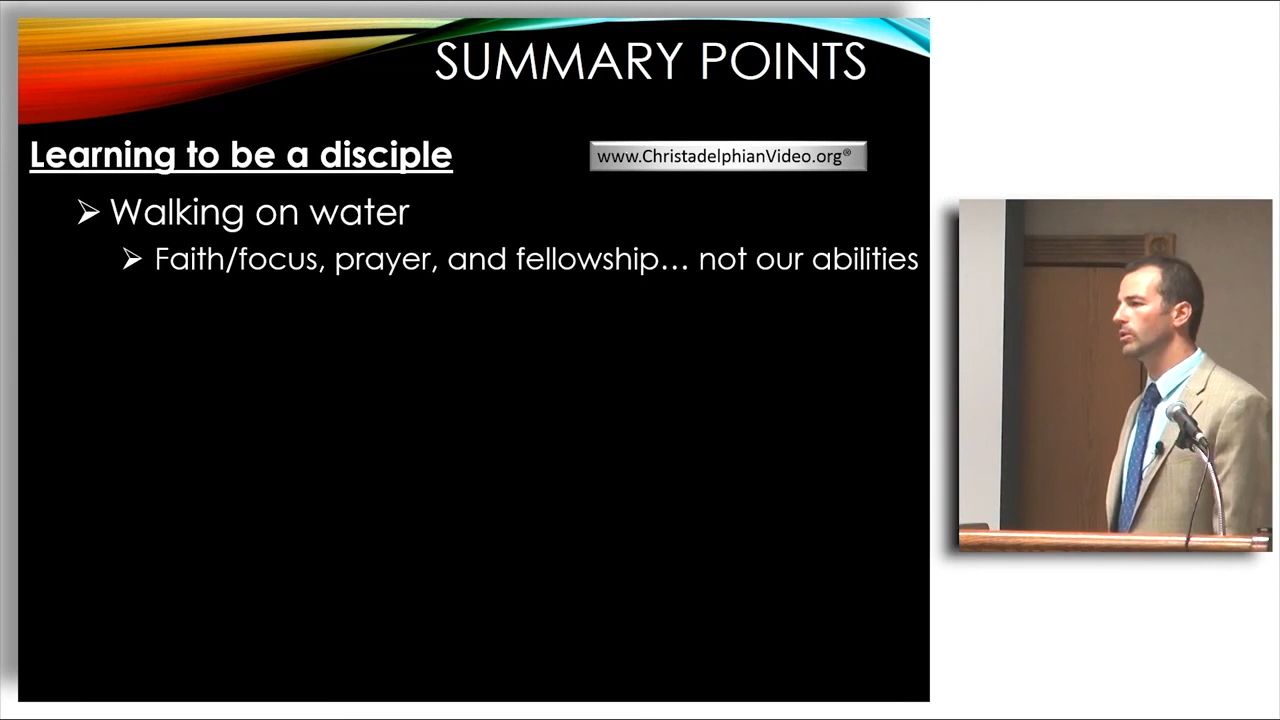 SUMMARY POINTS
Learning to be a disciple
www.ChristadelphianVideo.org®
➢ Walking on water
➢ Faith/focus, prayer, and fellowship... not our abilities